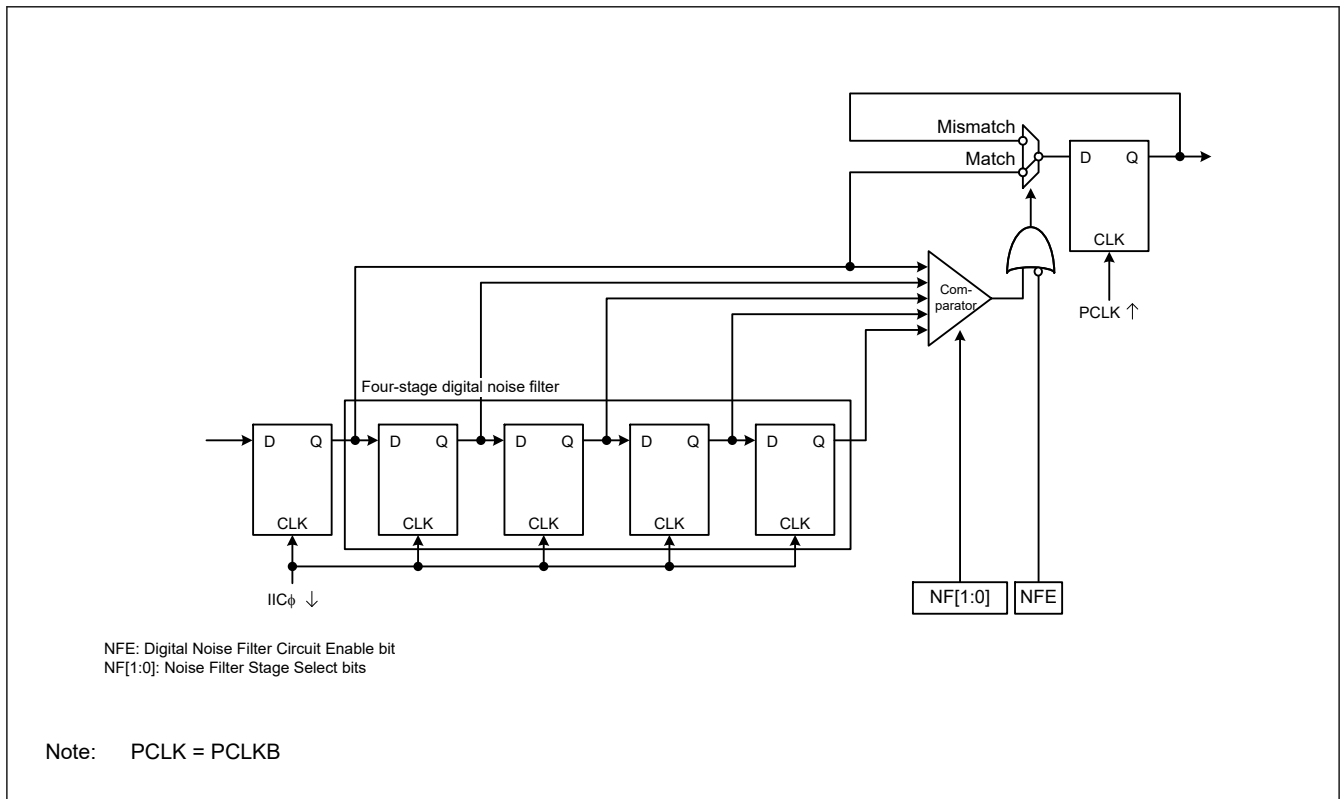 Mismatch
Match
D Q
CLK
PCLK ↑
Com-
parator
Four-stage digital noise filter
D Q D Q D Q D Q D Q
CLK CLK CLK CLK CLK
IICϕ ↓
NF[1:0] NFE
NFE: Digital Noise Filter Circuit Enable bit
NF[1:0]: Noise Filter Stage Select bits
Note: PCLK = PCLKB